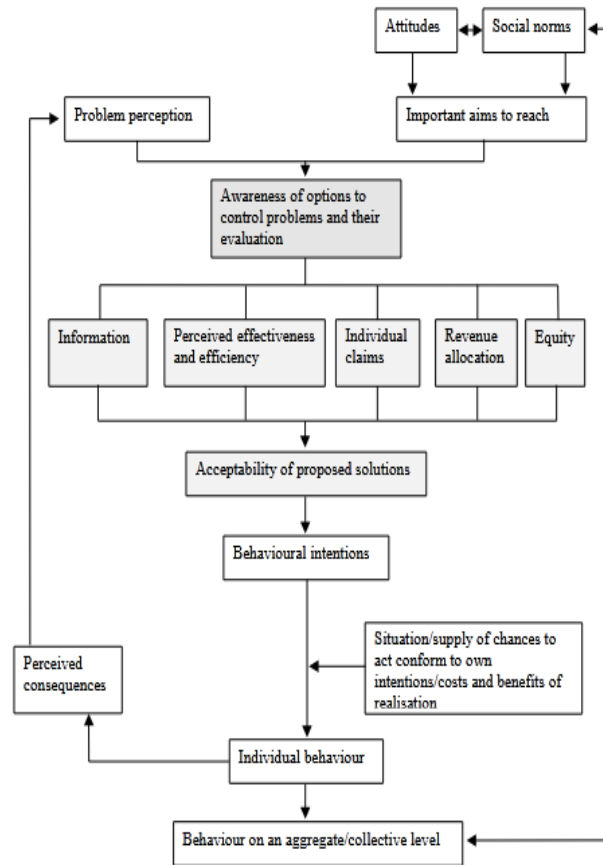 Attitudes
Social norms
Problem perception
Important aims to reach
Awareness of options to
control problems and their
evaluation
Information
Perceived effectiveness
and efficiency
Individual
claims
Revenue
allocation
Equity
Acceptability of proposed solutions
Behavioural intentions
Situation/supply of chances to
act conform to own
intentions/costs and benefits of
realisation
Perceived
consequences
Individual behaviour
Behaviour on an aggregate/collective level